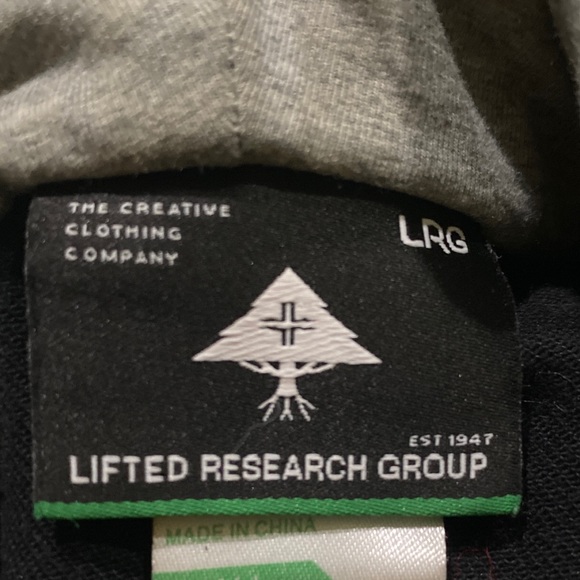 THE CREATIVE
CLOTHING
COMPANY
LRG
EST 1947
LIFTED RESEARCH GROUP
MADE IN CHINA